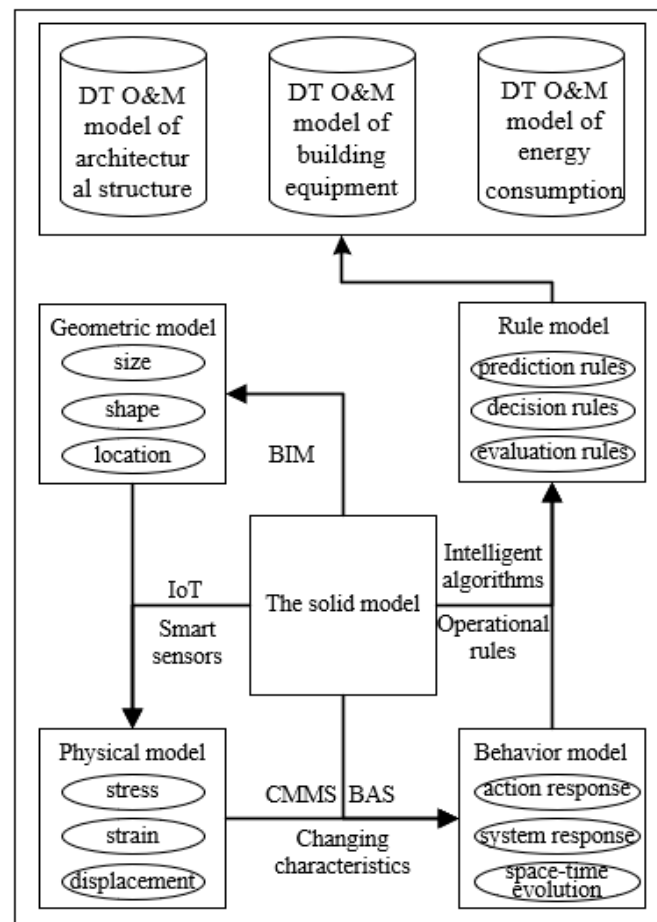 DT O&M
model of
architectur
al structure
DT O&M
model of
building
equipment
DT O&M
model of
energy
consumption
Geometric model
size
shape
location
Rule model
prediction rules
decision rules
evaluation rules
BIM
The solid model
IoT
Smart
sensors
Intelligent
algorithms
Operational
rules
Physical model
stress
strain
displacement
CMMS
BAS
Changing
characteristics
Behavior model
action response
system response
space-time
evolution